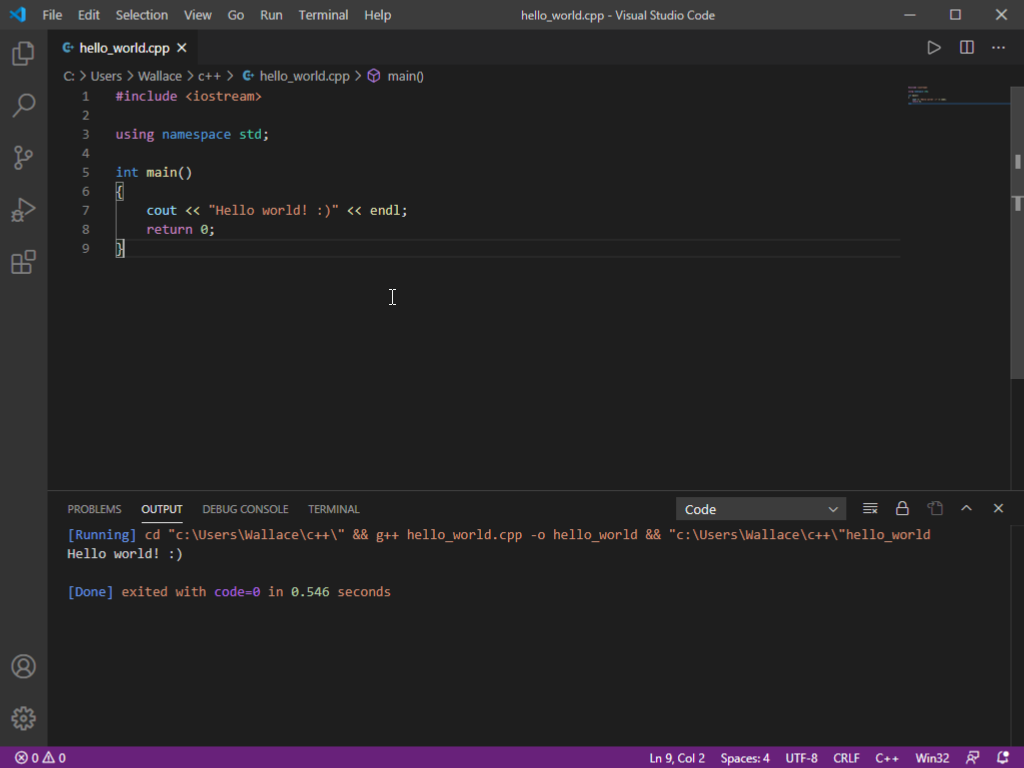 File Edit Selection View Go Run Terminal Help hello_world.cpp - Visual Studio Code
hello_world.cpp
C: > Users > Wallace > c++ > hello_world.cpp > main()
1 #include <iostream>
2
3 using namespace std;
4
5 int main()
6 {
7     cout << "Hello world! :)" << endl;
8     return 0;
9 }
PROBLEMS OUTPUT DEBUG CONSOLE TERMINAL Code
[Running] cd "c:\Users\Wallace\c++\" && g++ hello_world.cpp -o hello_world && "c:\Users\Wallace\c++\"hello_world
Hello world! :)
[Done] exited with code=0 in 0.546 seconds
0 0 Ln 9, Col 2 Spaces: 4 UTF-8 CRLF C++ Win32